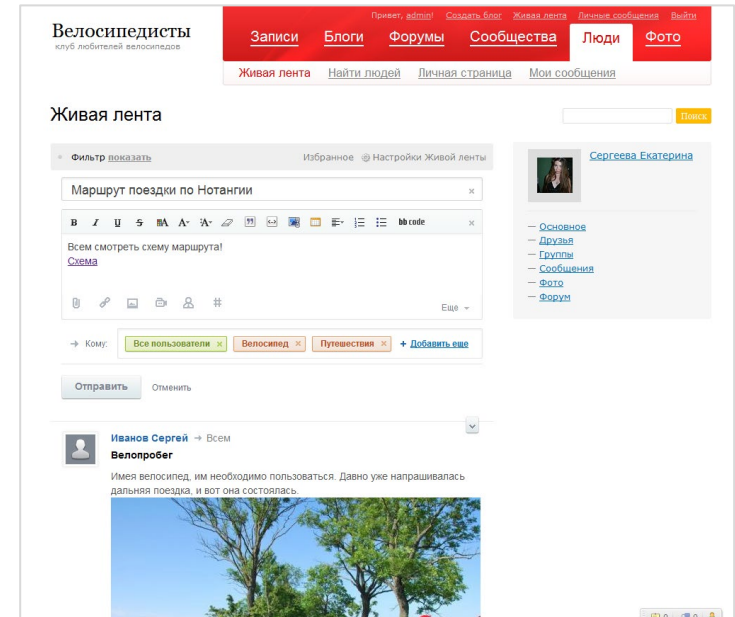 Привет, admin! Создать блог Живая лента Личные сообщения Выйти
Велосипедисты
клуб любителей велосипедов
Записи Блоги Форумы Сообщества Люди Фото
Живая лента Найти людей Личная страница Мои сообщения
Живая лента
Поиск
Фильтр показать Избранное Настройки Живой ленты
Сергеева Екатерина
Маршрут поездки по Нотангии
B I U S A A A bb code
Всем смотреть схему маршрута!
Схема
Еще
— Основное
— Друзья
— Группы
— Сообщения
— Фото
— Форум
→ Кому: Все пользователи × Велосипед × Путешествия × + Добавить еще
Отправить Отменить
Иванов Сергей → Всем
Велопробег
Имея велосипед, им необходимо пользоваться. Давно уже напрашивалась
дальняя поездка, и вот она состоялась.